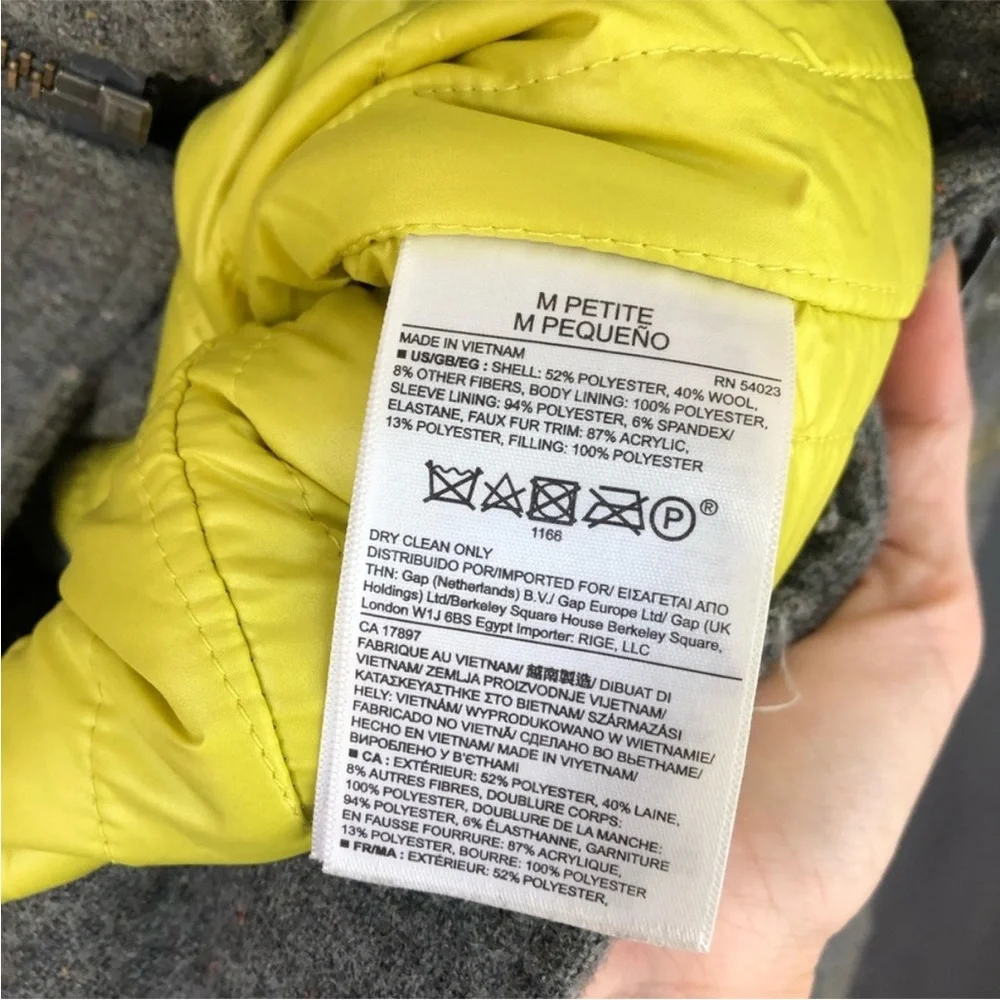 M PETITE
M PEQUEÑO
MADE IN VIETNAM
RN 54023
■ US/GB/EG : SHELL: 52% POLYESTER, 40% WOOL,
8% OTHER FIBERS, BODY LINING: 100% POLYESTER,
SLEEVE LINING: 94% POLYESTER, 6% SPANDEX/
ELASTANE, FAUX FUR TRIM: 87% ACRYLIC,
13% POLYESTER, FILLING: 100% POLYESTER
P ®
1166
DRY CLEAN ONLY
DISTRIBUIDO POR/IMPORTED FOR/ ΕΙΣΑΓΕΤΑΙ ΑΠΟ
THN: Gap (Netherlands) B.V./ Gap Europe Ltd/ Gap (UK
Holdings) Ltd/Berkeley Square House Berkeley Square,
London W1J 6BS Egypt Importer: RIGE, LLC
CA 17897
FABRIQUE AU VIETNAM/ 越南製造/ DIBUAT DI
VIETNAM/ ZEMLJA PROIZVODNJE VIJETNAM/
ΚΑΤΑΣΚΕΥΑΣΤΗΚΕ ΣΤΟ ΒΙΕΤΝΑΜ/ SZÁRMAZÁSI
HELY: VIETNÁM/ WYPRODUKOWANO W WIETNAMIE/
FABRICADO NO VIETNÃ/ СДЕЛАНО ВО ВЬЕТНАМЕ/
HECHO EN VIETNAM/ MADE IN VIYETNAM/
ВИРОБЛЕНО У В'ЄТНАМІ
■ CA : EXTÉRIEUR: 52% POLYESTER, 40% LAINE,
8% AUTRES FIBRES, DOUBLURE CORPS:
100% POLYESTER, DOUBLURE DE LA MANCHE:
94% POLYESTER, 6% ÉLASTHANNE, GARNITURE
EN FAUSSE FOURRURE: 87% ACRYLIQUE,
13% POLYESTER, BOURRE: 100% POLYESTER
■ FR/MA : EXTÉRIEUR: 52% POLYESTER,